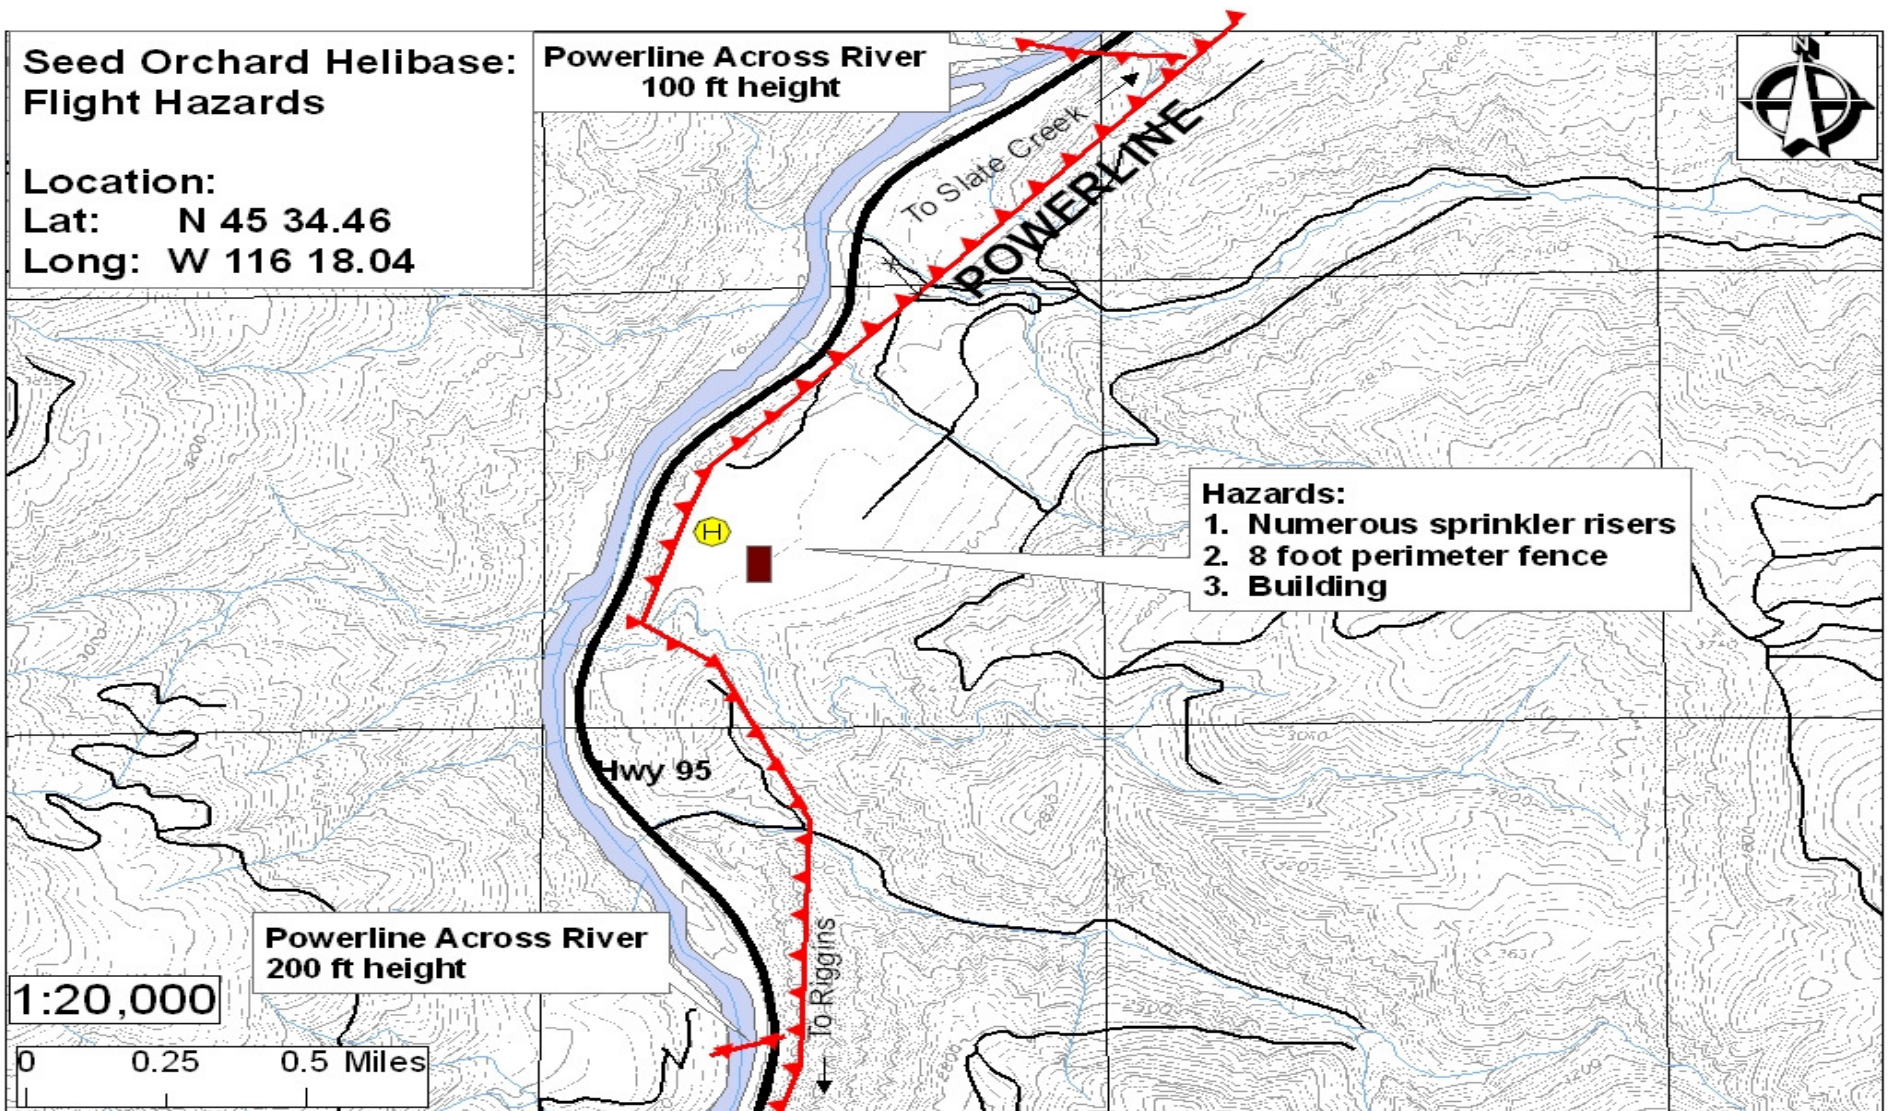 Seed Orchard Helibase:
Flight Hazards
Location:
Lat: N 45 34.46
Long: W 116 18.04
Powerline Across River
100 ft height
N
To Slate Creek
POWERLINE
Hazards:
1. Numerous sprinkler risers
2. 8 foot perimeter fence
3. Building
H
3600
3000
Hwy 95
Powerline Across River
200 ft height
To Riggins
1:20,000
0 0.25 0.5 Miles